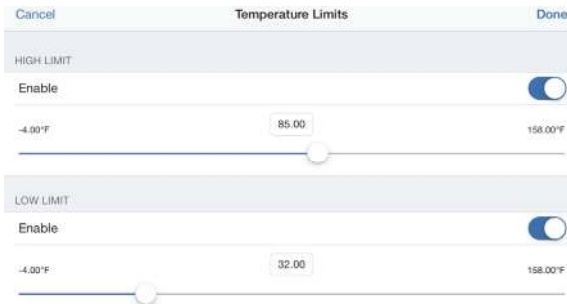 Cancel Temperature Limits Done
HIGH LIMIT
Enable
85.00
-4.00°F 158.00°F
LOW LIMIT
Enable
32.00
-4.00°F 158.00°F